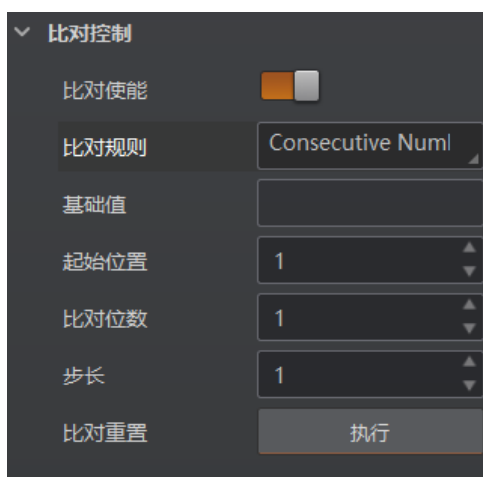 比对控制
比对使能
比对规则 Consecutive Numl
基础值
起始位置 1
比对位数 1
步长 1
比对重置 执行